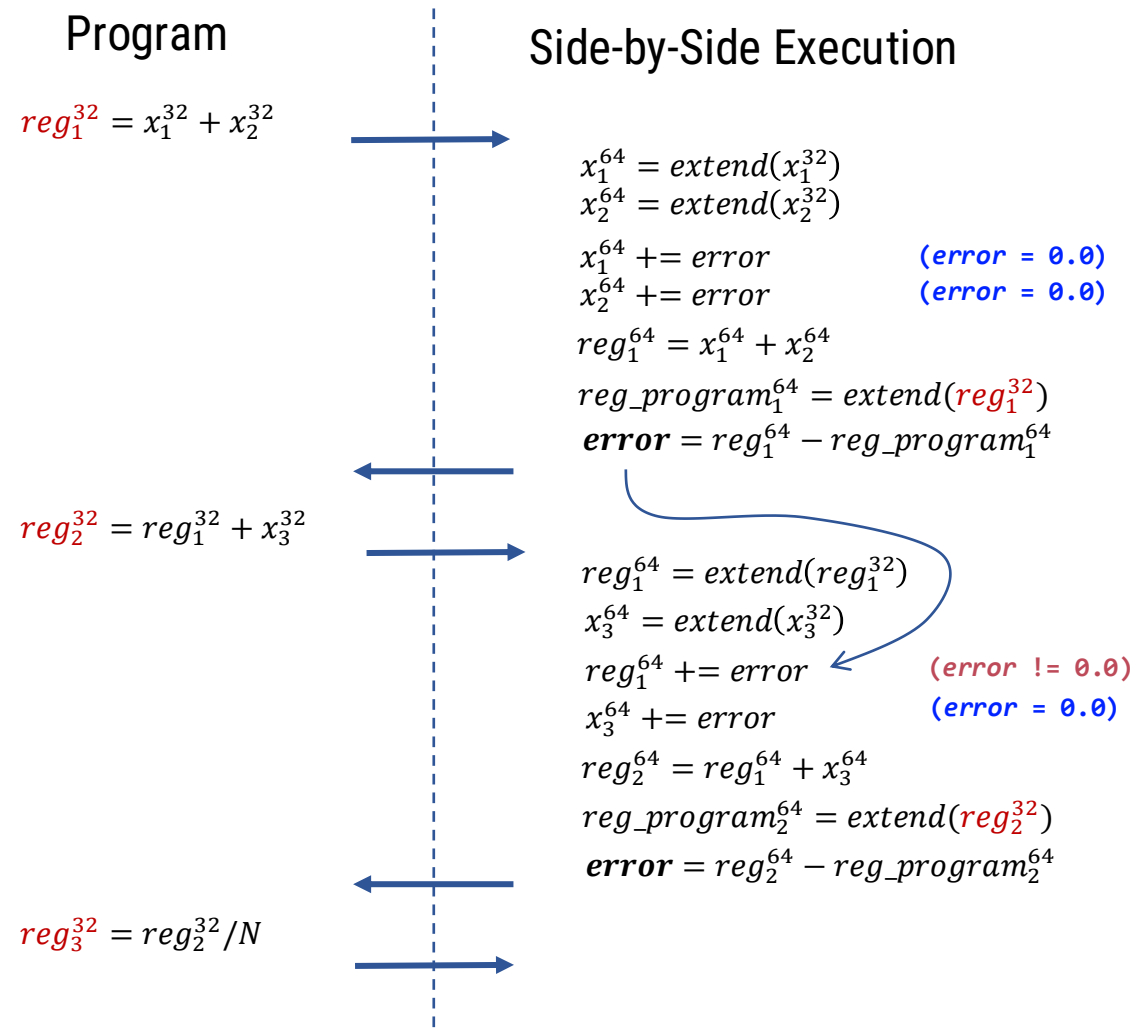 Program
Side-by-Side Execution
reg₁³² = x₁³² + x₂³²
x₁⁶⁴ = extend(x₁³²)
x₂⁶⁴ = extend(x₂³²)
x₁⁶⁴ += error (error = 0.0)
x₂⁶⁴ += error (error = 0.0)
reg₁⁶⁴ = x₁⁶⁴ + x₂⁶⁴
reg_program₁⁶⁴ = extend(reg₁³²)
error = reg₁⁶⁴ − reg_program₁⁶⁴
reg₂³² = reg₁³² + x₃³²
reg₁⁶⁴ = extend(reg₁³²)
x₃⁶⁴ = extend(x₃³²)
reg₁⁶⁴ += error (error != 0.0)
x₃⁶⁴ += error (error = 0.0)
reg₂⁶⁴ = reg₁⁶⁴ + x₃⁶⁴
reg_program₂⁶⁴ = extend(reg₂³²)
error = reg₂⁶⁴ − reg_program₂⁶⁴
reg₃³² = reg₂³²/N